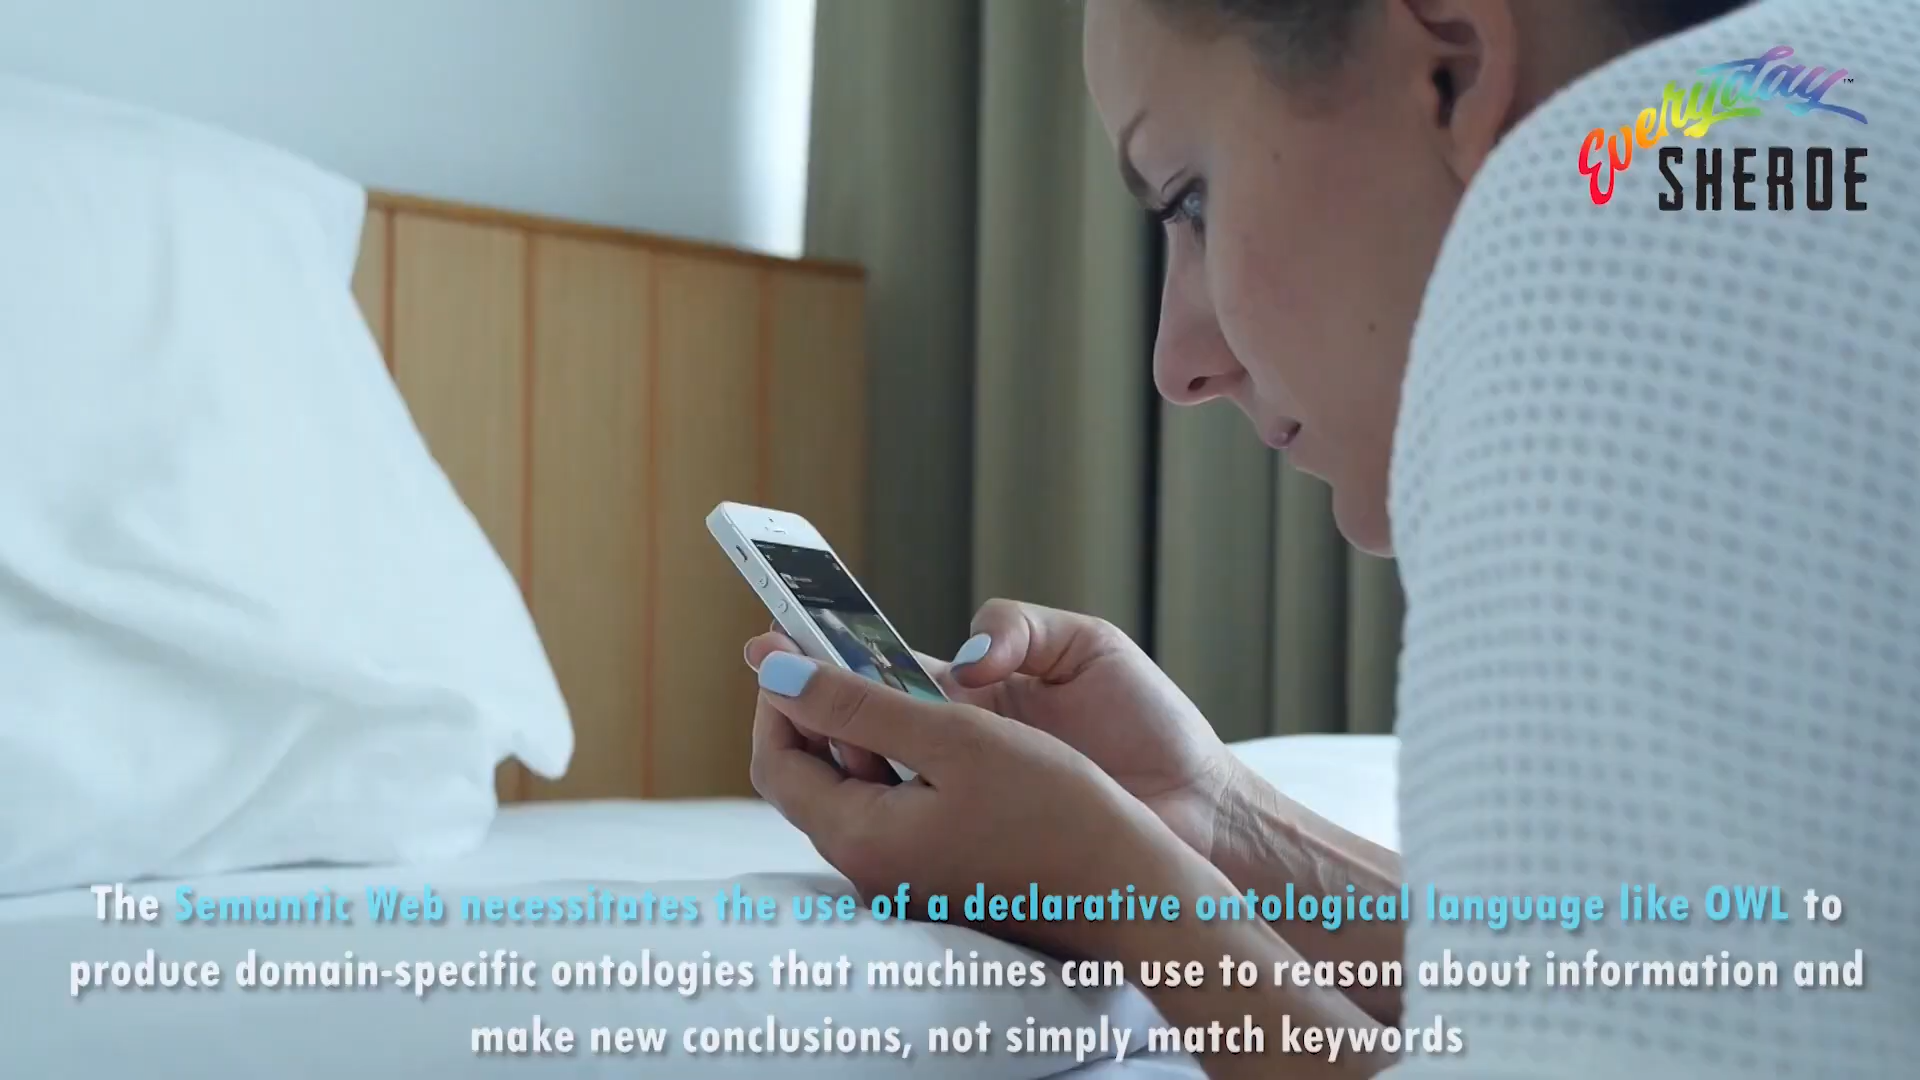 Everyday™
SHEROE
The Semantic Web necessitates the use of a declarative ontological language like OWL to
produce domain-specific ontologies that machines can use to reason about information and
make new conclusions, not simply match keywords